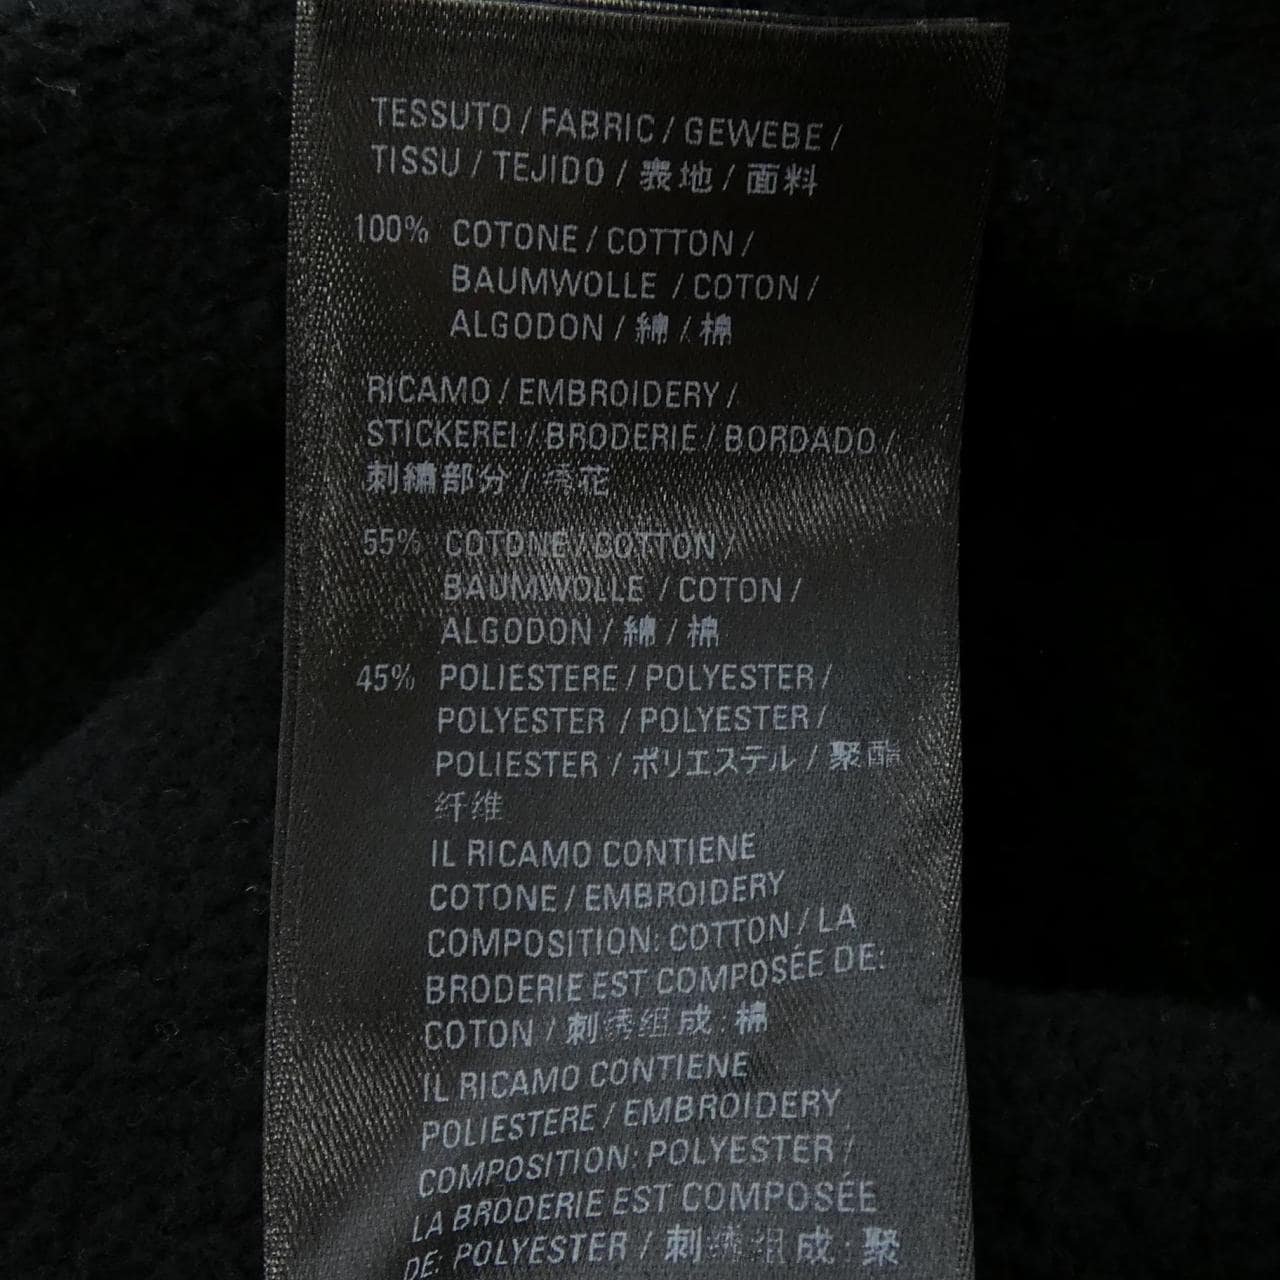 TESSUTO / FABRIC / GEWEBE /
TISSU / TEJIDO / 表地 / 面料
100% COTONE / COTTON /
BAUMWOLLE / COTON /
ALGODON / 綿 / 棉
RICAMO / EMBROIDERY /
STICKEREI / BRODERIE / BORDADO /
刺繍部分 / 绣花
55% COTONE / COTTON /
BAUMWOLLE / COTON /
ALGODON / 綿 / 棉
45% POLIESTERE / POLYESTER /
POLYESTER / POLYESTER /
POLIESTER / ポリエステル / 聚酯
纤维
IL RICAMO CONTIENE
COTONE / EMBROIDERY
COMPOSITION: COTTON / LA
BRODERIE EST COMPOSÉE DE:
COTON / 刺绣组成: 棉
IL RICAMO CONTIENE
POLIESTERE / EMBROIDERY
COMPOSITION: POLYESTER /
LA BRODERIE EST COMPOSÉE
DE: POLYESTER / 刺绣组成: 聚